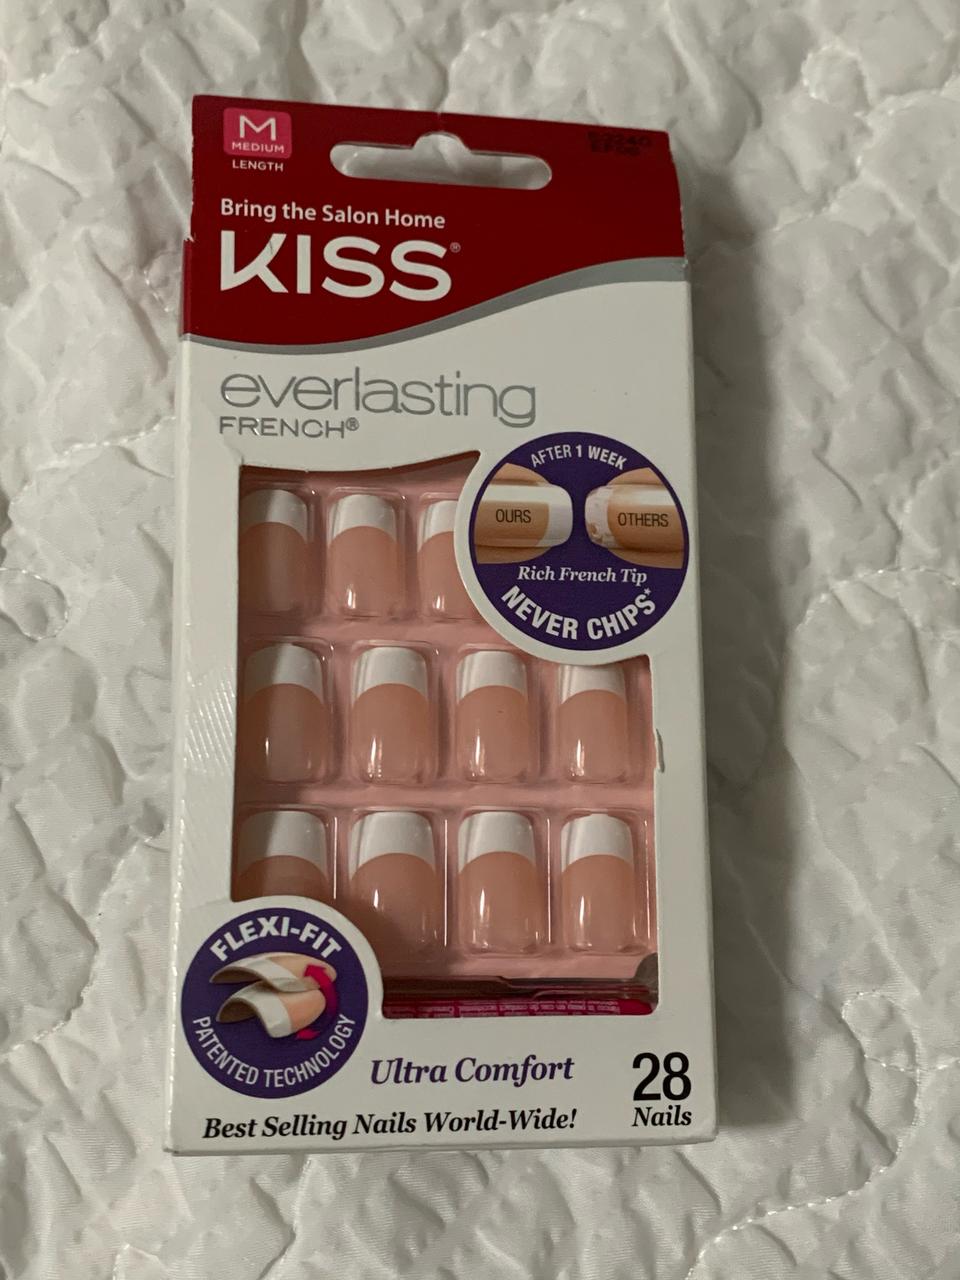 M
MEDIUM
LENGTH
Bring the Salon Home
KISS®
everlasting
FRENCH®
AFTER 1 WEEK
OURS
OTHERS
Rich French Tip
NEVER CHIPS*
FLEXI-FIT
PATENTED TECHNOLOGY
Ultra Comfort
28
Nails
Best Selling Nails World-Wide!